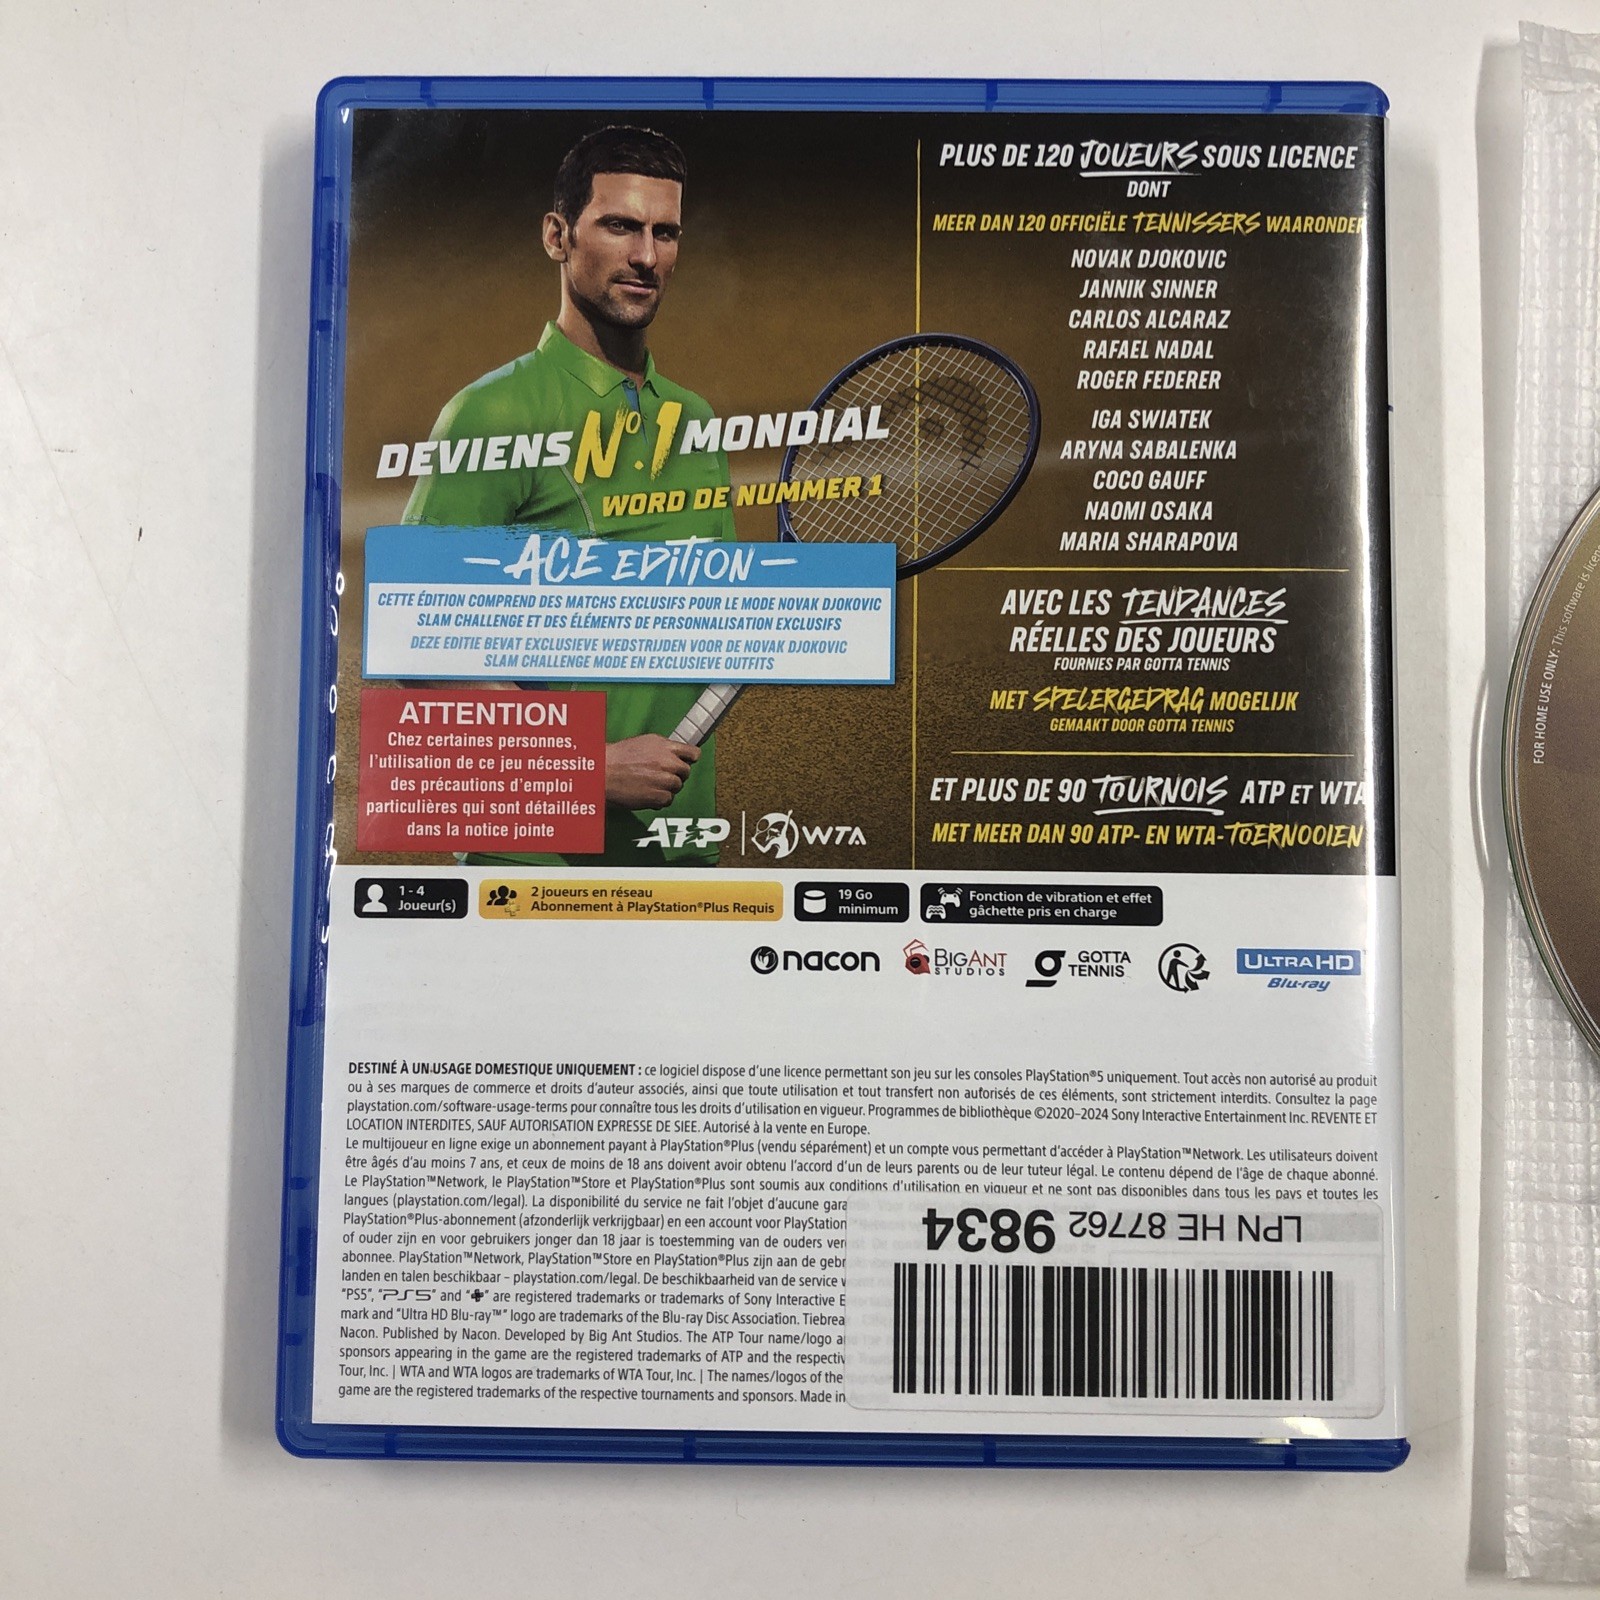 PLUS DE 120 JOUEURS SOUS LICENCE
DONT
MEER DAN 120 OFFICIËLE TENNISSERS WAARONDER
NOVAK DJOKOVIC
JANNIK SINNER
CARLOS ALCARAZ
RAFAEL NADAL
ROGER FEDERER
IGA SWIATEK
ARYNA SABALENKA
COCO GAUFF
NAOMI OSAKA
MARIA SHARAPOVA
DEVIENS N°.1 MONDIAL
WORD DE NUMMER 1
– ACE EDITION –
CETTE ÉDITION COMPREND DES MATCHS EXCLUSIFS POUR LE MODE NOVAK DJOKOVIC
SLAM CHALLENGE ET DES ÉLÉMENTS DE PERSONNALISATION EXCLUSIFS
DEZE EDITIE BEVAT EXCLUSIEVE WEDSTRIJDEN VOOR DE NOVAK DJOKOVIC
SLAM CHALLENGE MODE EN EXCLUSIEVE OUTFITS
AVEC LES TENDANCES
RÉELLES DES JOUEURS
FOURNIES PAR GOTTA TENNIS
MET SPELERGEDRAG MOGELIJK
GEMAAKT DOOR GOTTA TENNIS
ET PLUS DE 90 TOURNOIS ATP ET WTA
MET MEER DAN 90 ATP- EN WTA-TOERNOOIEN
ATTENTION
Chez certaines personnes,
l'utilisation de ce jeu nécessite
des précautions d'emploi
particulières qui sont détaillées
dans la notice jointe
ATP WTA
1 - 4
Joueur(s)
2 joueurs en réseau
Abonnement à PlayStation®Plus Requis
19 Go
minimum
Fonction de vibration et effet
gâchette pris en charge
nacon
BIGANT
STUDIOS
GOTTA
TENNIS
ULTRA HD
Blu-ray
DESTINÉ À UN USAGE DOMESTIQUE UNIQUEMENT : ce logiciel dispose d'une licence permettant son jeu sur les consoles PlayStation®5 uniquement. Tout accès non autorisé au produit
ou à ses marques de commerce et droits d'auteur associés, ainsi que toute utilisation et tout transfert non autorisés de ces éléments, sont strictement interdits. Consultez la page
playstation.com/software-usage-terms pour connaître tous les droits d'utilisation en vigueur. Programmes de bibliothèque ©2020–2024 Sony Interactive Entertainment Inc. REVENTE ET
LOCATION INTERDITES, SAUF AUTORISATION EXPRESSE DE SIEE. Autorisé à la vente en Europe.
Le multijoueur en ligne exige un abonnement payant à PlayStation®Plus (vendu séparément) et un compte vous permettant d'accéder à PlayStation™Network. Les utilisateurs doivent
être âgés d'au moins 7 ans, et ceux de moins de 18 ans doivent avoir obtenu l'accord d'un de leurs parents ou de leur tuteur légal. Le contenu dépend de l'âge de chaque abonné.
Le PlayStation™Network, le PlayStation™Store et PlayStation®Plus sont soumis aux conditions d'utilisation en vigueur et ne sont pas disponibles dans tous les pays et toutes les
langues (playstation.com/legal). La disponibilité du service ne fait l'objet d'aucune gara
PlayStation®Plus-abonnement (afzonderlijk verkrijgbaar) en een account voor PlayStation
of ouder zijn en voor gebruikers jonger dan 18 jaar is toestemming van de ouders ver
abonnee. PlayStation™Network, PlayStation™Store en PlayStation®Plus zijn aan de gebr
landen en talen beschikbaar – playstation.com/legal. De beschikbaarheid van de service
"PS5", "PS5" and "" are registered trademarks or trademarks of Sony Interactive E
mark and "Ultra HD Blu-ray™" logo are trademarks of the Blu-ray Disc Association. Tiebrea
Nacon. Published by Nacon. Developed by Big Ant Studios. The ATP Tour name/logo
sponsors appearing in the game are the registered trademarks of ATP and the respectiv
Tour, Inc. | WTA and WTA logos are trademarks of WTA Tour, Inc. | The names/logos of the
game are the registered trademarks of the respective tournaments and sponsors. Made in
LPN HE 87762 9834
FOR HOME USE ONLY: This software is licen